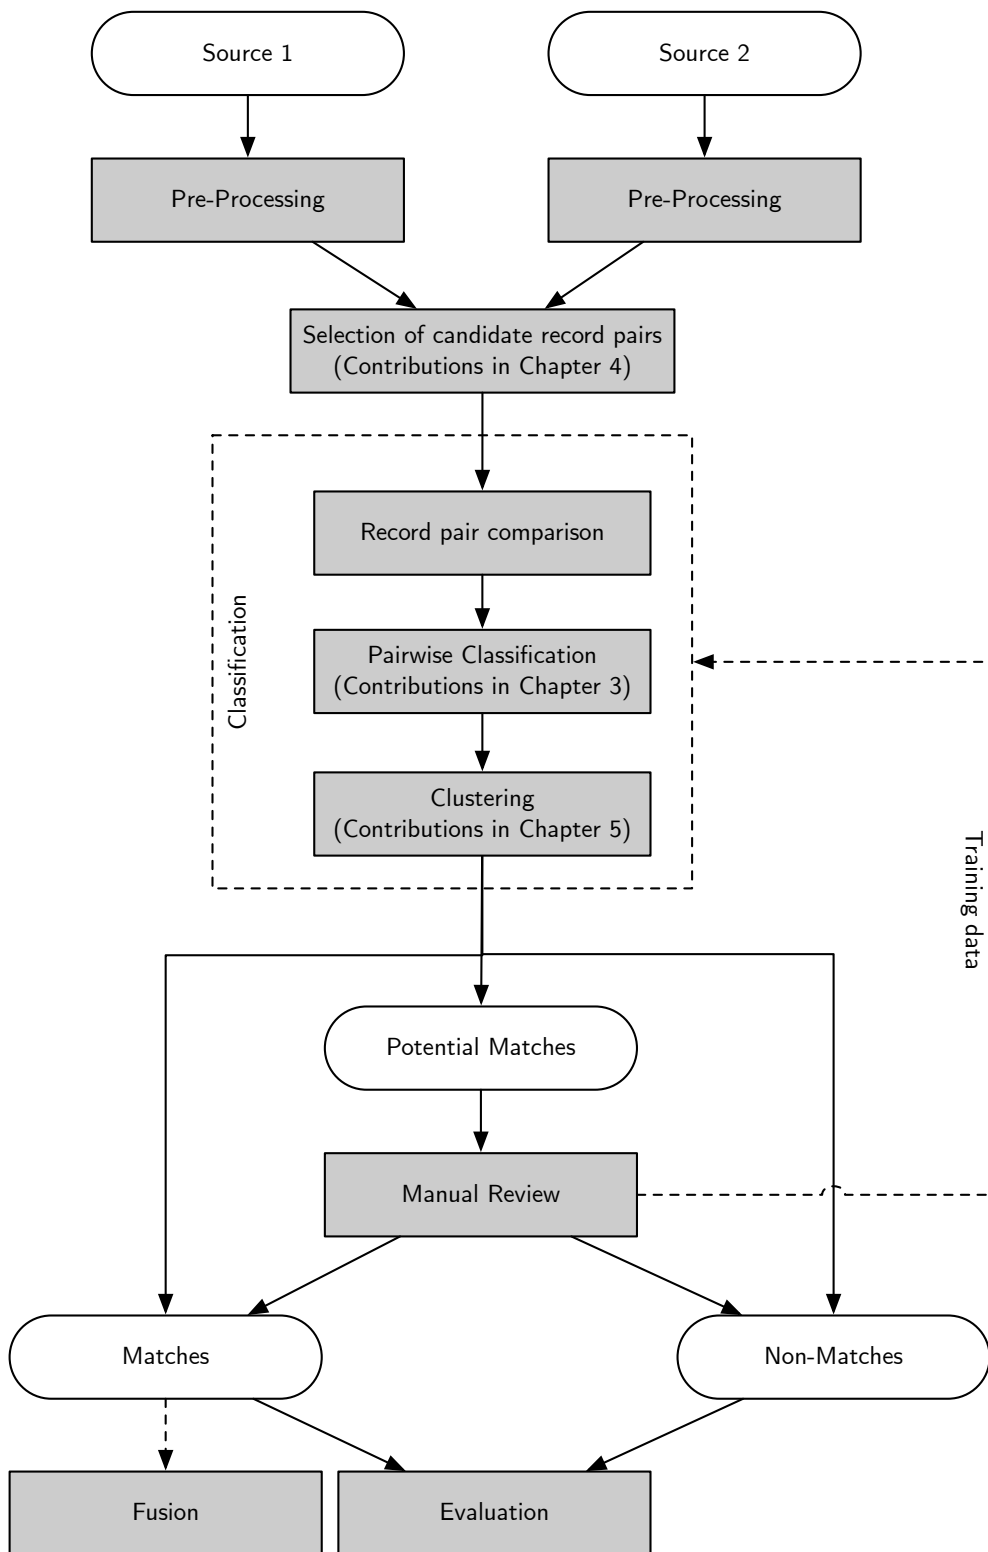 Source 1
Source 2
Pre-Processing
Pre-Processing
Selection of candidate record pairs
(Contributions in Chapter 4)
Classification
Record pair comparison
Pairwise Classification
(Contributions in Chapter 3)
Clustering
(Contributions in Chapter 5)
Training data
Potential Matches
Manual Review
Matches
Non-Matches
Fusion
Evaluation